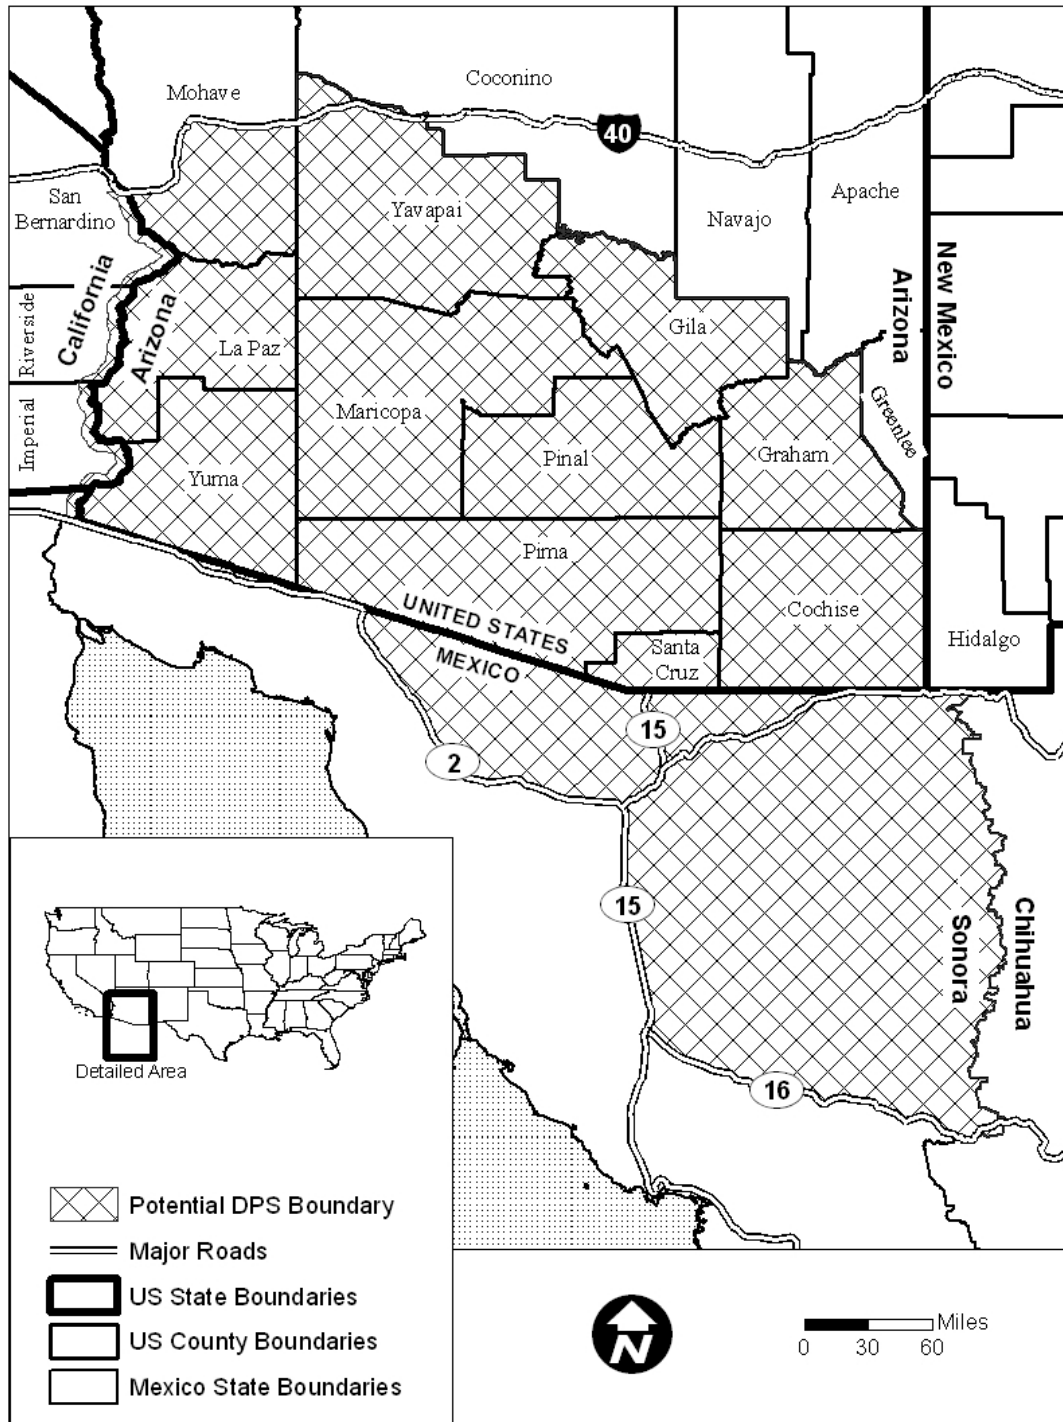 Coconino
Mohave
40
Apache
San
Bernardino
Yavapai
Navajo
California
Arizona
Arizona
New Mexico
Riverside
La Paz
Gila
Imperial
Maricopa
Greenlee
Yuma
Pinal
Graham
Pima
UNITED STATES
MEXICO
Cochise
Santa
Cruz
Hidalgo
15
2
15
Sonora
Chihuahua
16
Detailed Area
Potential DPS Boundary
Major Roads
US State Boundaries
US County Boundaries
Mexico State Boundaries
N
Miles
0 30 60